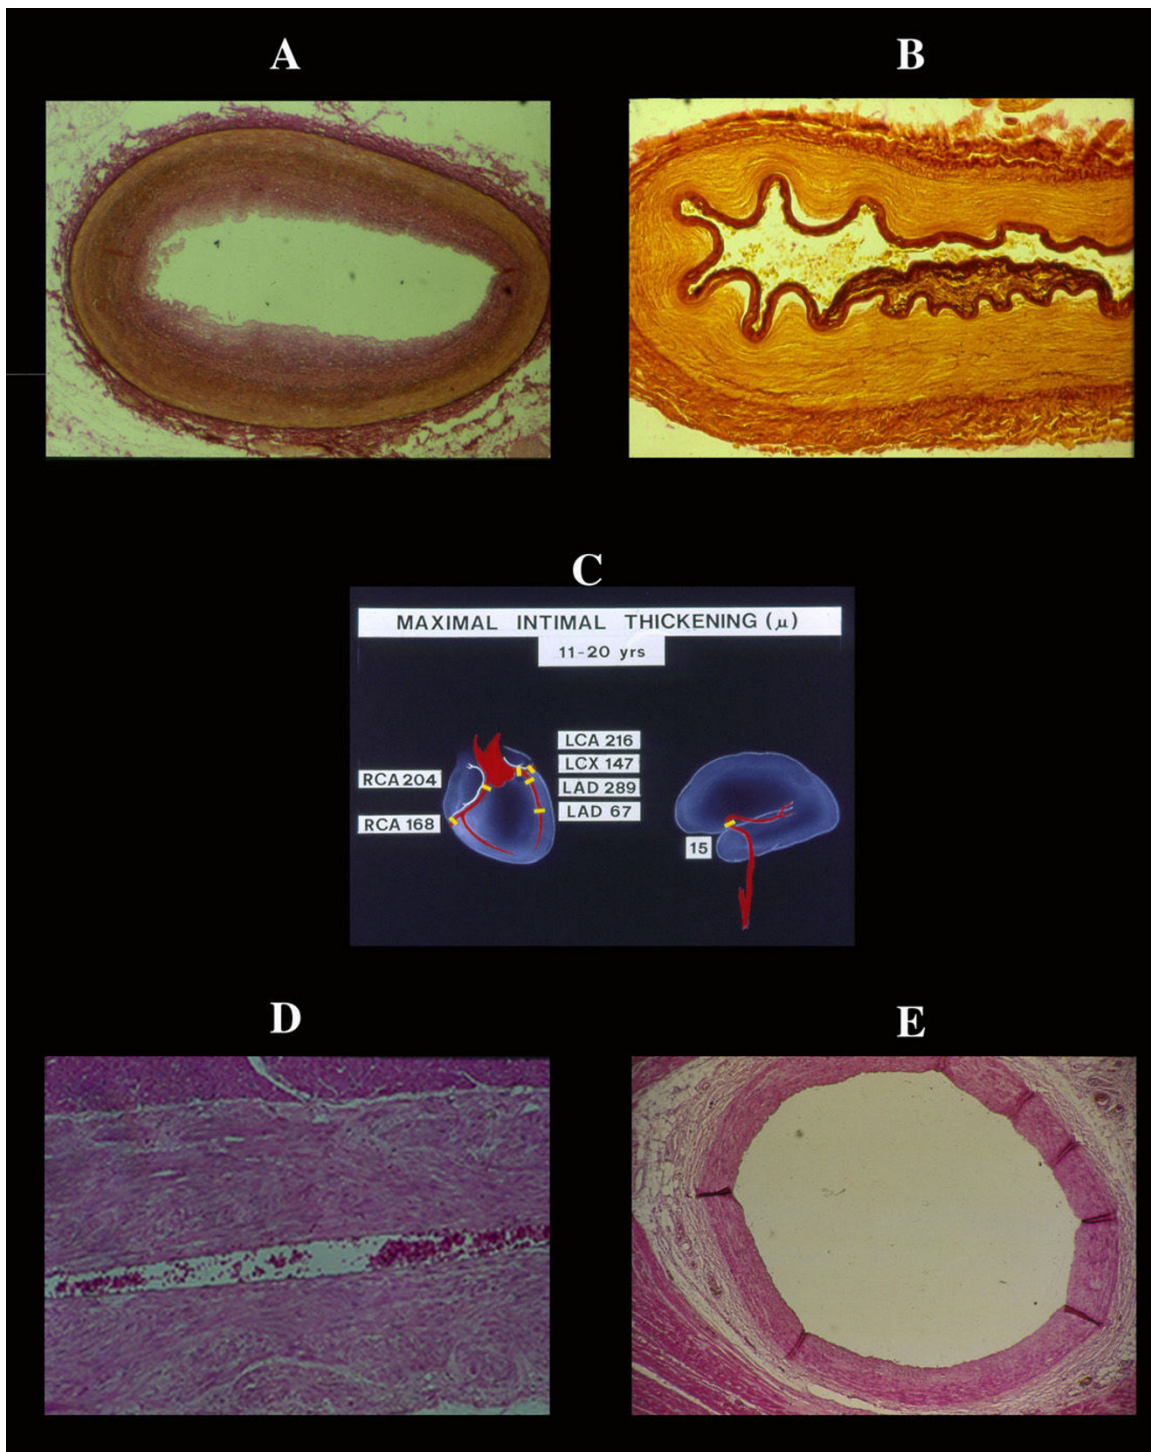 A
B
C
MAXIMAL INTIMAL THICKENING (μ)
11-20 yrs
LCA 216
LCX 147
RCA 204
LAD 289
LAD 67
RCA 168
15
D
E